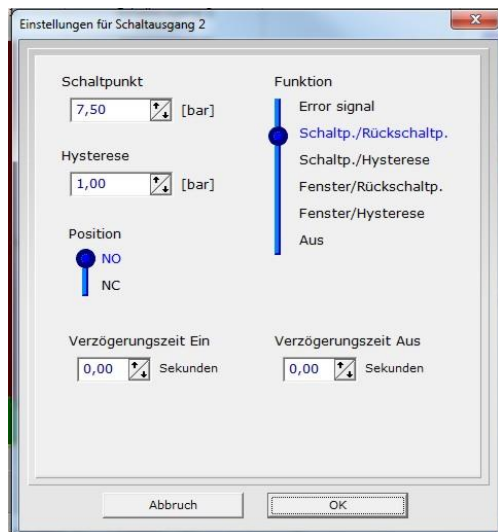 Einstellungen für Schaltausgang 2
Schaltpunkt
7,50 [bar]
Hysterese
1,00 [bar]
Position
NO
NC
Funktion
Error signal
Schaltp./Rückschaltp.
Schaltp./Hysterese
Fenster/Rückschaltp.
Fenster/Hysterese
Aus
Verzögerungszeit Ein
0,00 Sekunden
Verzögerungszeit Aus
0,00 Sekunden
Abbruch
OK